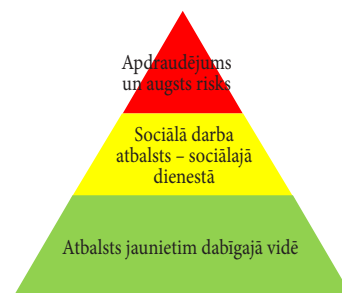 Apdraudējums
un augsts risks
Sociālā darba
atbalsts – sociālajā
dienestā
Atbalsts jaunietim dabīgajā vidē